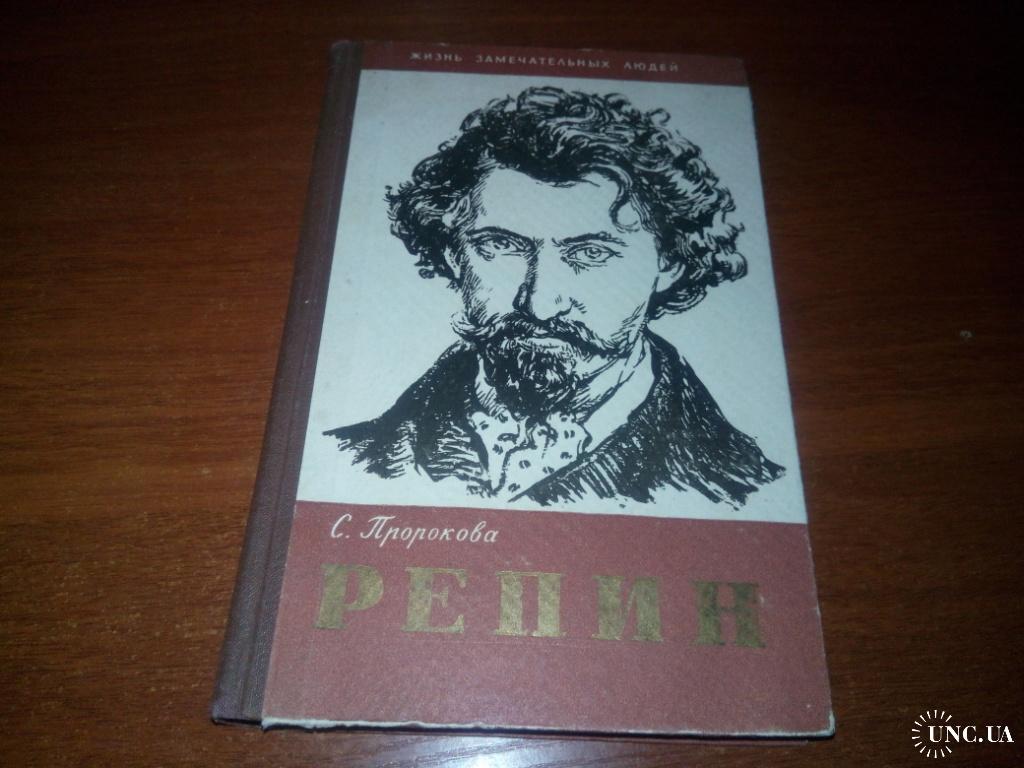 ЖИЗНЬ ЗАМЕЧАТЕЛЬНЫХ ЛЮДЕЙ
С. Пророкова
РЕПИН
UNC.UA